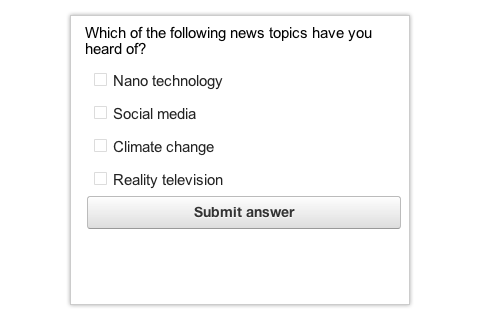 Which of the following news topics have you
heard of?
Nano technology
Social media
Climate change
Reality television
Submit answer